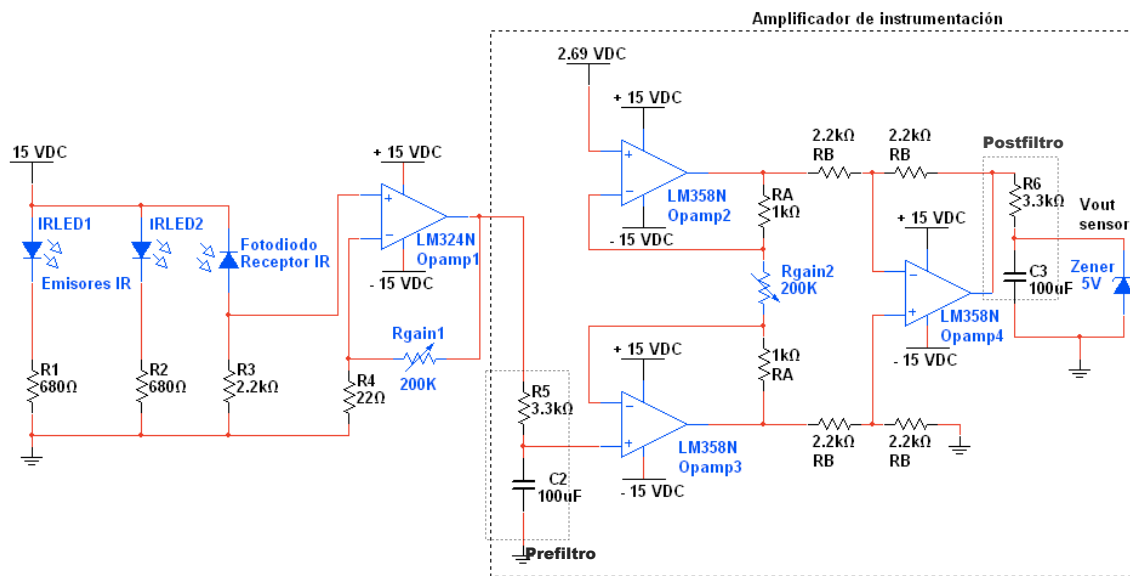 Amplificador de instrumentación
2.69 VDC
+ 15 VDC
LM358N
Opamp2
- 15 VDC
2.2kΩ
RB
2.2kΩ
RB
RA
1kΩ
Postfiltro
R6
3.3kΩ
Vout
sensor
C3
100uF
Zener
5V
+ 15 VDC
LM358N
Opamp4
- 15 VDC
Rgain2
200K
15 VDC
IRLED1
IRLED2
Emisores IR
Fotodiodo
Receptor IR
+ 15 VDC
LM324N
Opamp1
- 15 VDC
Rgain1
200K
R1
680Ω
R2
680Ω
R3
2.2kΩ
R4
22Ω
R5
3.3kΩ
C2
100uF
Prefiltro
+ 15 VDC
LM358N
Opamp3
- 15 VDC
1kΩ
RA
2.2kΩ
RB
2.2kΩ
RB